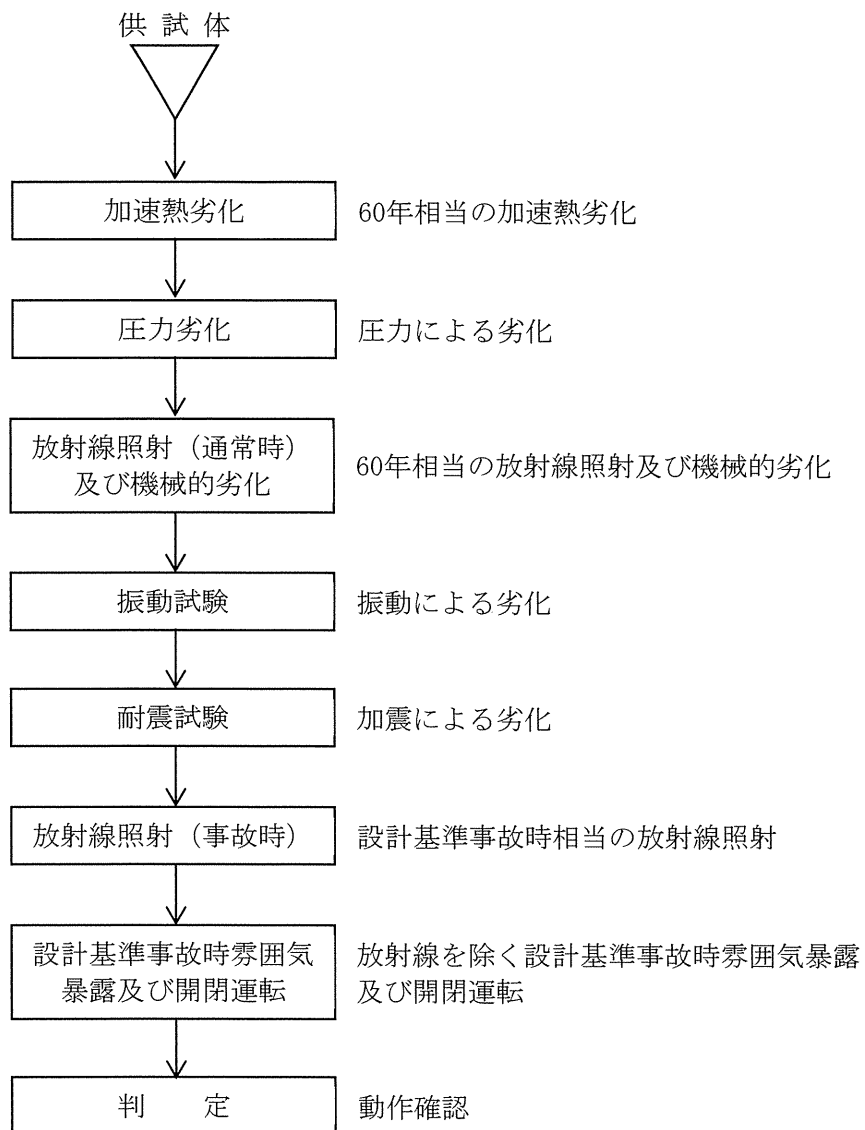 供 試 体
加速熱劣化
60年相当の加速熱劣化
圧力劣化
圧力による劣化
放射線照射（通常時）
及び機械的劣化
60年相当の放射線照射及び機械的劣化
振動試験
振動による劣化
耐震試験
加震による劣化
放射線照射（事故時）
設計基準事故時相当の放射線照射
設計基準事故時雰囲気
暴露及び開閉運転
放射線を除く設計基準事故時雰囲気暴露
及び開閉運転
判　　定
動作確認